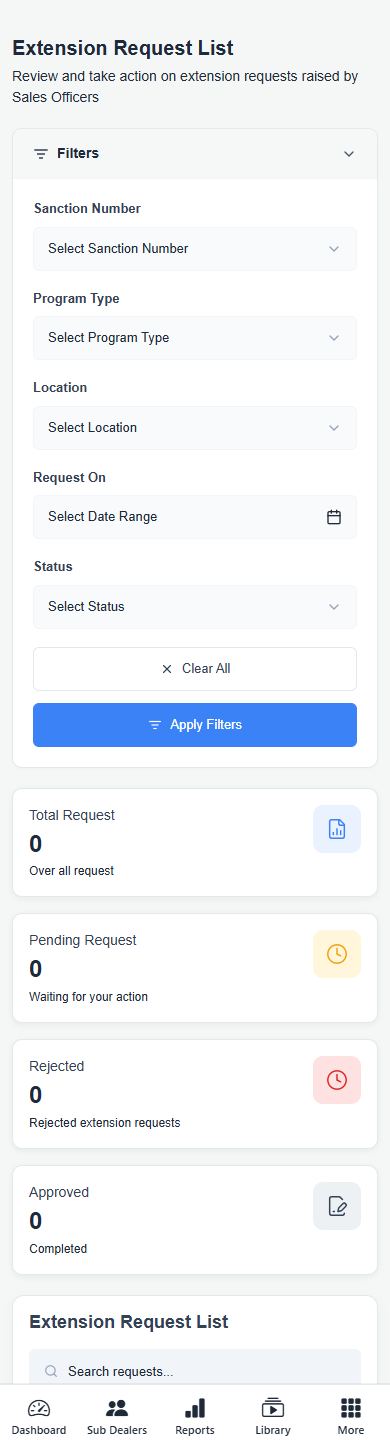 Extension Request List
Review and take action on extension requests raised by
Sales Officers
Filters
Sanction Number
Select Sanction Number
Program Type
Select Program Type
Location
Select Location
Request On
Select Date Range
Status
Select Status
Clear All
Apply Filters
Total Request
0
Over all request
Pending Request
0
Waiting for your action
Rejected
0
Rejected extension requests
Approved
0
Completed
Extension Request List
Search requests...
Dashboard
Sub Dealers
Reports
Library
More